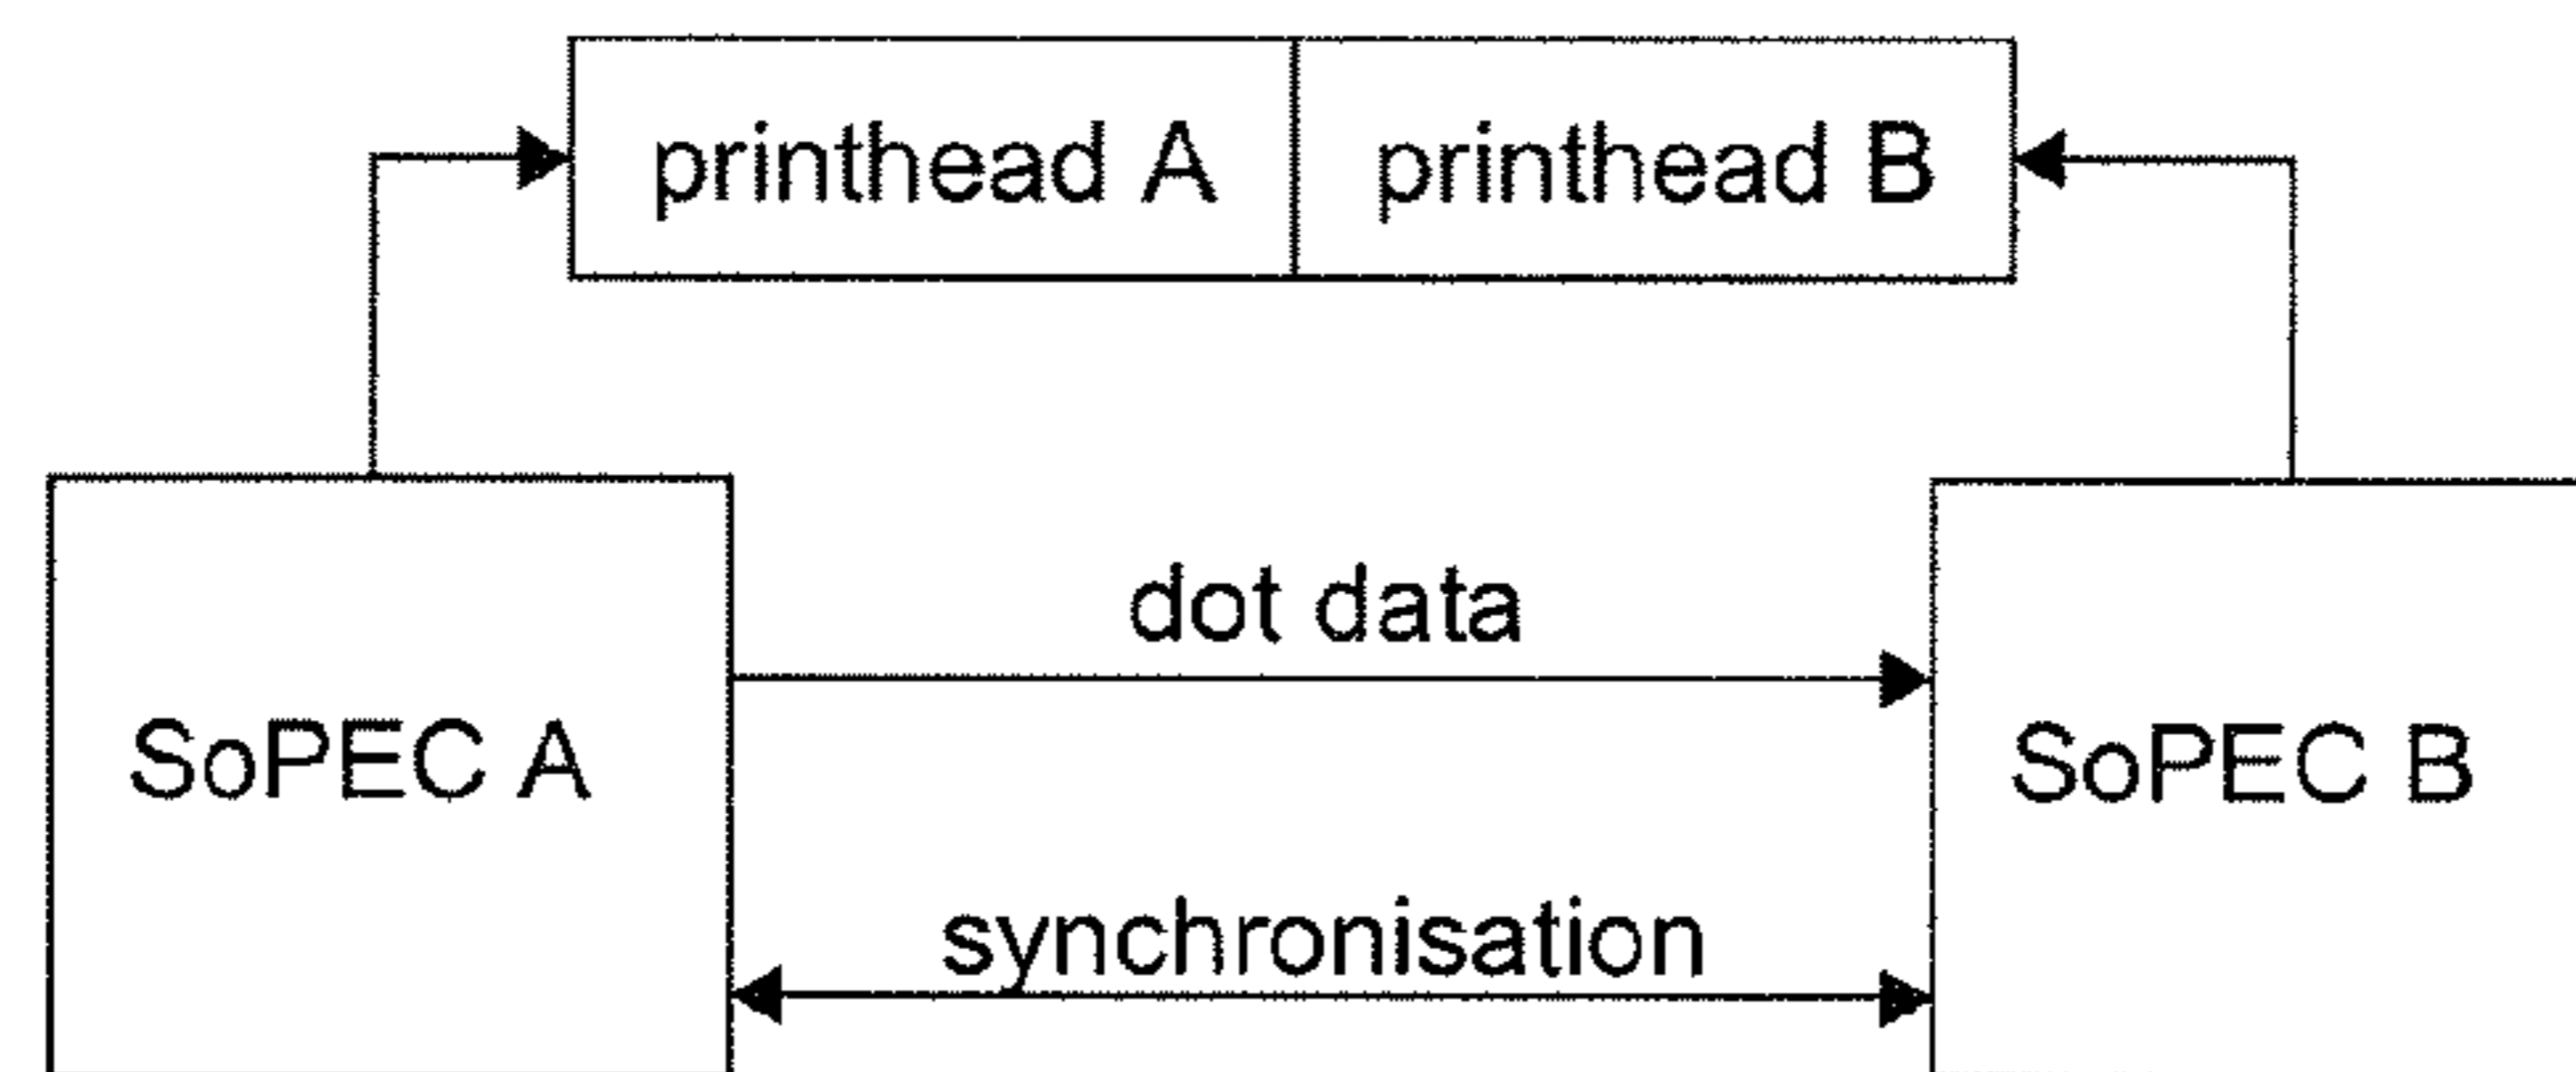 printhead A
printhead B
dot data
SoPEC A
SoPEC B
synchronisation